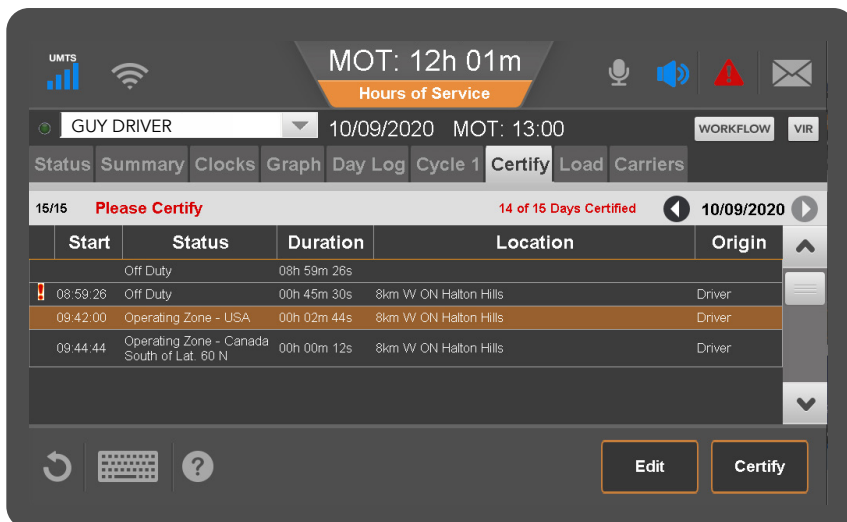 UMTS
MOT: 12h 01m
Hours of Service
GUY DRIVER
10/09/2020 MOT: 13:00
WORKFLOW
VIR
Status Summary Clocks Graph Day Log Cycle 1 Certify Load Carriers
15/15 Please Certify 14 of 15 Days Certified 10/09/2020
Start Status Duration Location Origin
Off Duty 08h 59m 26s
! 08:59:26 Off Duty 00h 45m 30s 8km W ON Halton Hills Driver
09:42:00 Operating Zone - USA 00h 02m 44s 8km W ON Halton Hills Driver
09:44:44 Operating Zone - Canada 00h 00m 12s 8km W ON Halton Hills Driver
South of Lat. 60 N
?
Edit
Certify